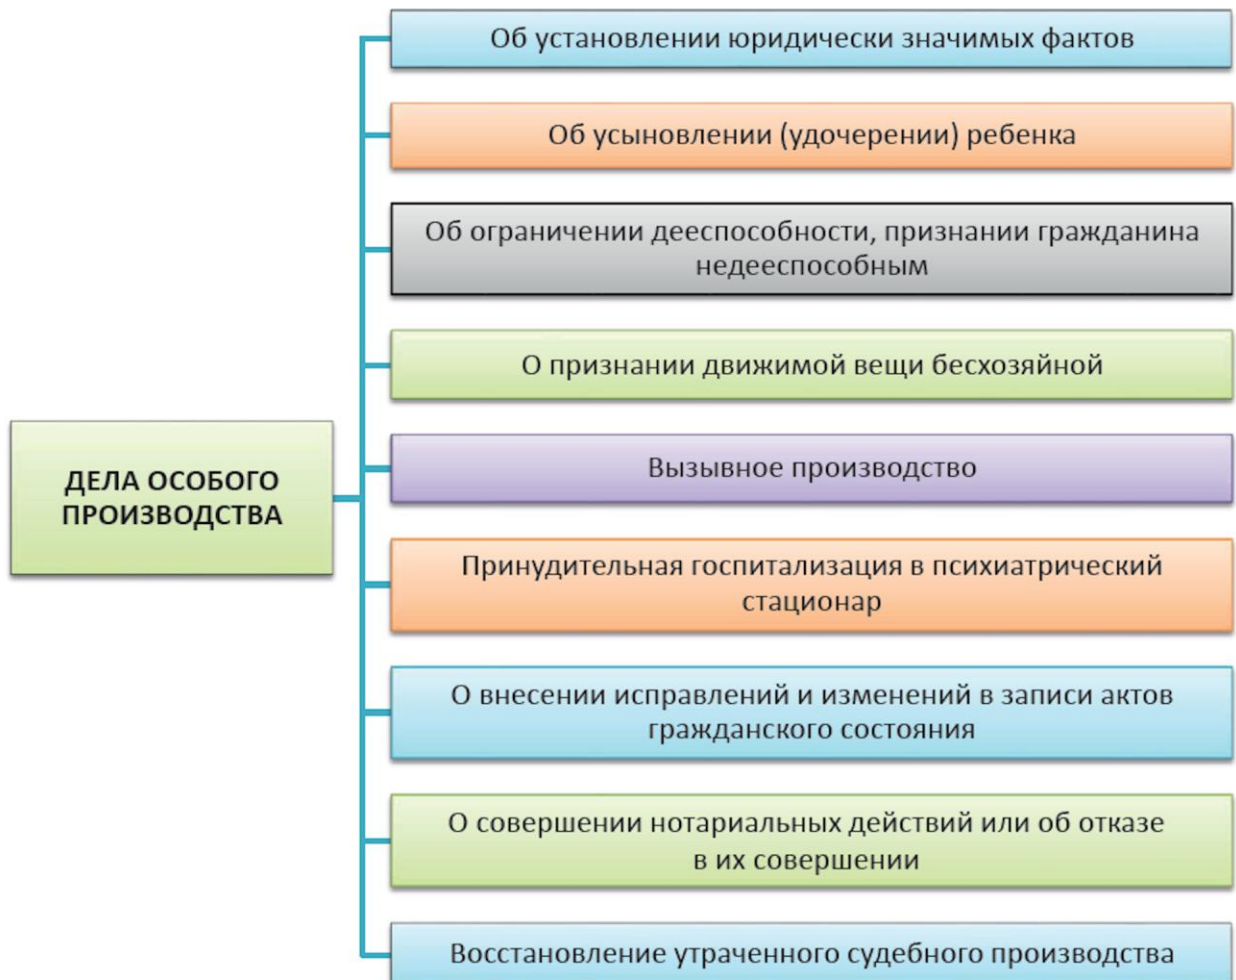 ДЕЛА ОСОБОГО
ПРОИЗВОДСТВА
Об установлении юридически значимых фактов
Об усыновлении (удочерении) ребенка
Об ограничении дееспособности, признании гражданина
недееспособным
О признании движимой вещи бесхозяйной
Вызывное производство
Принудительная госпитализация в психиатрический
стационар
О внесении исправлений и изменений в записи актов
гражданского состояния
О совершении нотариальных действий или об отказе
в их совершении
Восстановление утраченного судебного производства